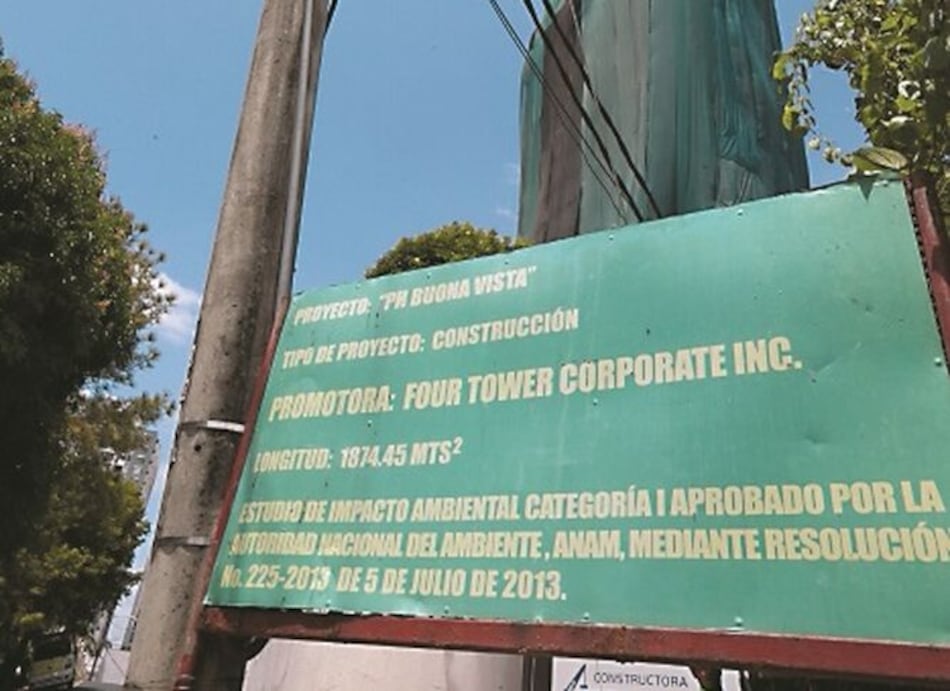 PROYECTO: "PH BUONA VISTA"
TIPO DE PROYECTO: CONSTRUCCIÓN
PROMOTORA: FOUR TOWER CORPORATE INC.
LONGITUD: 1874.45 MTS²
ESTUDIO DE IMPACTO AMBIENTAL CATEGORÍA I APROBADO POR LA
AUTORIDAD NACIONAL DEL AMBIENTE, ANAM, MEDIANTE RESOLUCIÓN
No. 225-2013 DE 5 DE JULIO DE 2013.
CONSTRUCTORA